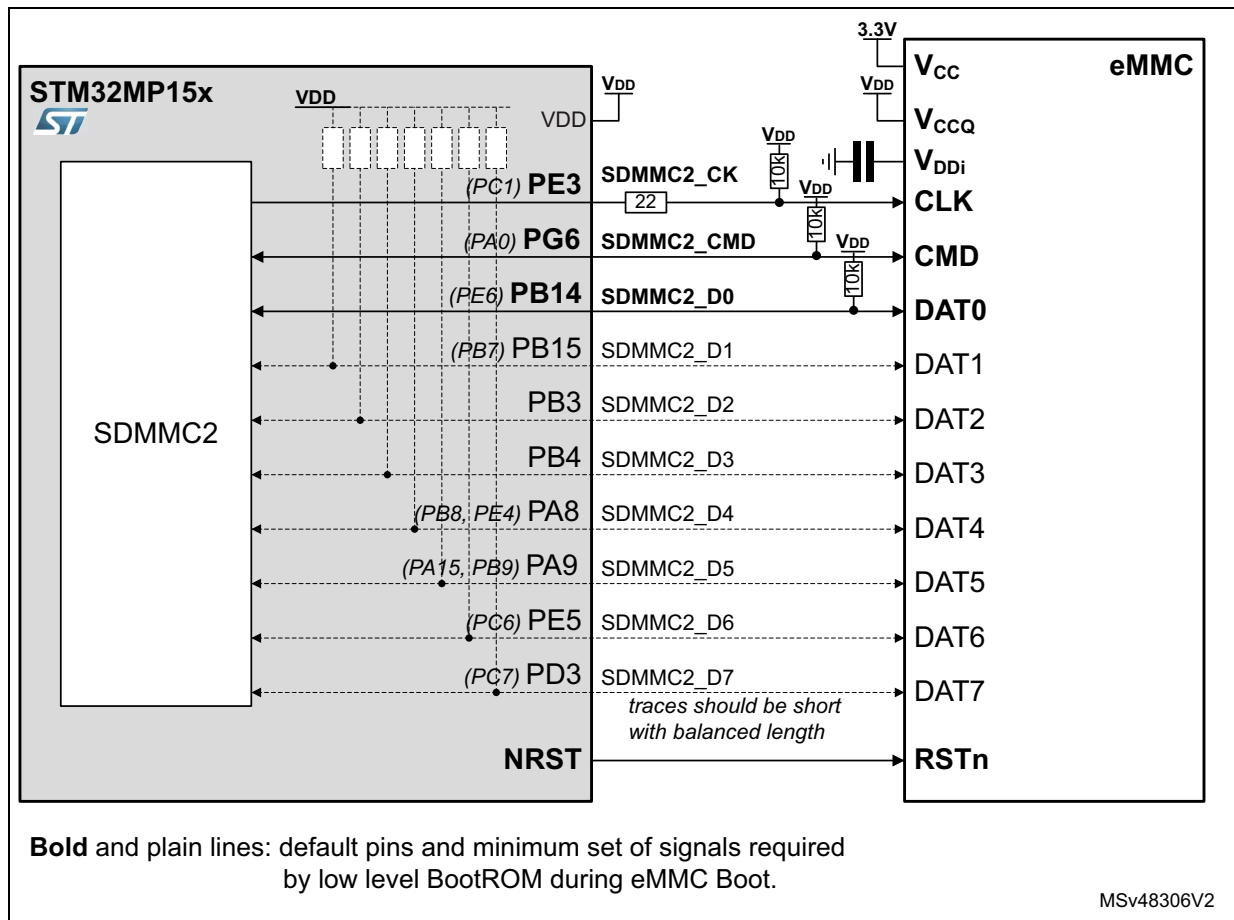 3.3V
VCC
eMMC
STM32MP15x
ST
VDD
VDD
VDD
VDD
VCCQ
VDDi
VDD
10k
(PC1) PE3
SDMMC2_CK
22
CLK
VDD
10k
(PA0) PG6
SDMMC2_CMD
CMD
VDD
10k
(PE6) PB14
SDMMC2_D0
DAT0
(PB7) PB15
SDMMC2_D1
DAT1
PB3
SDMMC2_D2
DAT2
SDMMC2
PB4
SDMMC2_D3
DAT3
(PB8, PE4) PA8
SDMMC2_D4
DAT4
(PA15, PB9) PA9
SDMMC2_D5
DAT5
(PC6) PE5
SDMMC2_D6
DAT6
(PC7) PD3
SDMMC2_D7
DAT7
traces should be short
with balanced length
NRST
RSTn
Bold and plain lines: default pins and minimum set of signals required
by low level BootROM during eMMC Boot.
MSv48306V2